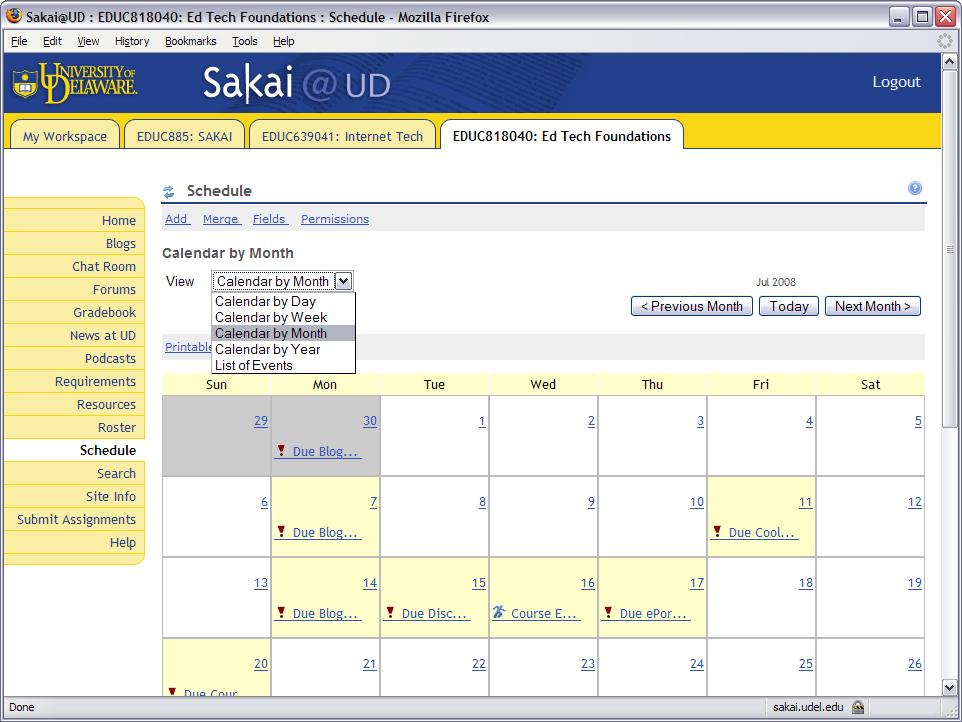 Sakai@UD : EDUC818040: Ed Tech Foundations : Schedule - Mozilla Firefox
File Edit View History Bookmarks Tools Help
UNIVERSITY OF DELAWARE.
Sakai @ UD
Logout
My Workspace EDUC885: SAKAI EDUC639041: Internet Tech EDUC818040: Ed Tech Foundations
Home
Blogs
Chat Room
Forums
Gradebook
News at UD
Podcasts
Requirements
Resources
Roster
Schedule
Search
Site Info
Submit Assignments
Help
Schedule ?
Add Merge Fields Permissions
Calendar by Month
View Calendar by Month
Calendar by Day
Calendar by Week
Calendar by Month
Calendar by Year
List of Events
Jul 2008
< Previous Month Today Next Month >
Printable
Sun Mon Tue Wed Thu Fri Sat
29 30 1 2 3 4 5
Due Blog...
6 7 8 9 10 11 12
Due Blog... Due Cool...
13 14 15 16 17 18 19
Due Blog... Due Disc... Course E... Due ePor...
20 21 22 23 24 25 26
Due Cour
Done sakai.udel.edu